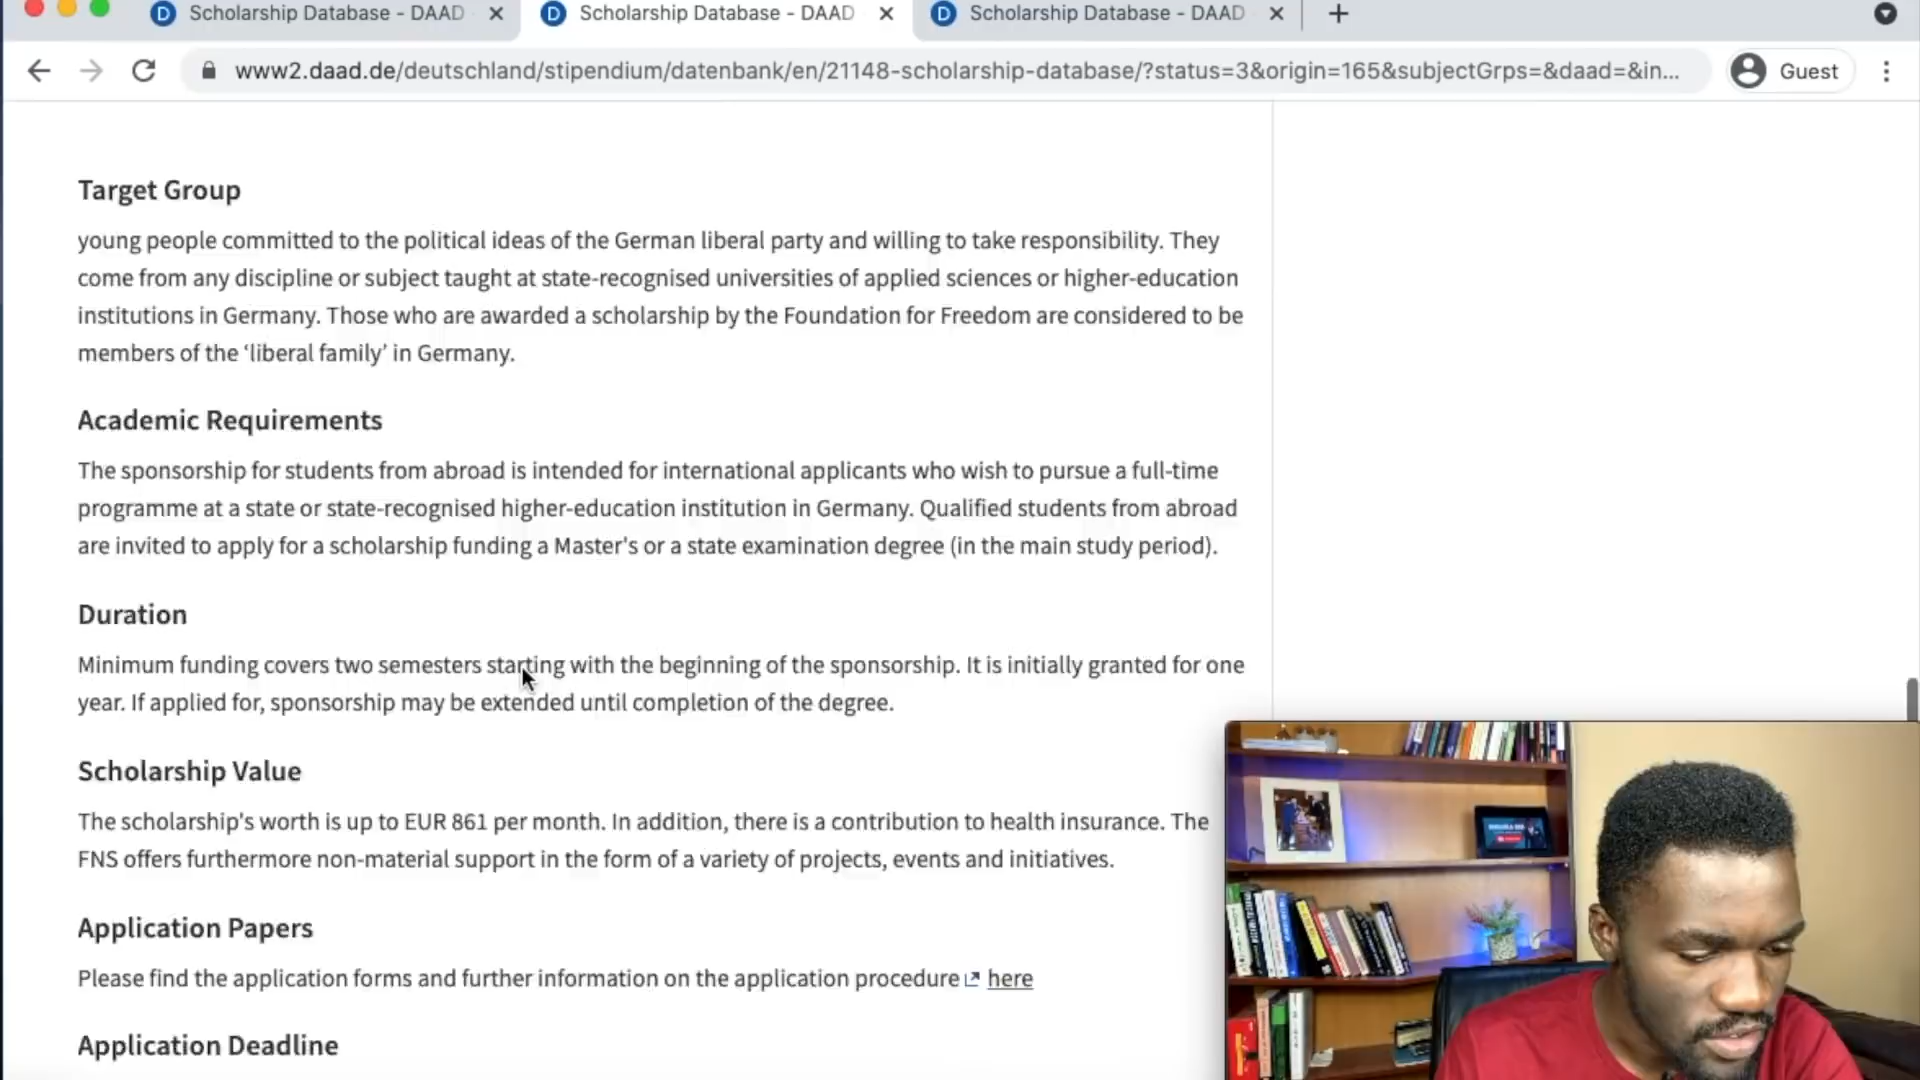 Scholarship Database - DAAD
Scholarship Database - DAAD
Scholarship Database - DAAD
www2.daad.de/deutschland/stipendium/datenbank/en/21148-scholarship-database/?status=3&origin=165&subjectGrps=&daad=&in...
Guest
Target Group
young people committed to the political ideas of the German liberal party and willing to take responsibility. They
come from any discipline or subject taught at state-recognised universities of applied sciences or higher-education
institutions in Germany. Those who are awarded a scholarship by the Foundation for Freedom are considered to be
members of the ‘liberal family’ in Germany.
Academic Requirements
The sponsorship for students from abroad is intended for international applicants who wish to pursue a full-time
programme at a state or state-recognised higher-education institution in Germany. Qualified students from abroad
are invited to apply for a scholarship funding a Master's or a state examination degree (in the main study period).
Duration
Minimum funding covers two semesters starting with the beginning of the sponsorship. It is initially granted for one
year. If applied for, sponsorship may be extended until completion of the degree.
Scholarship Value
The scholarship's worth is up to EUR 861 per month. In addition, there is a contribution to health insurance. The
FNS offers furthermore non-material support in the form of a variety of projects, events and initiatives.
Application Papers
Please find the application forms and further information on the application procedure here
Application Deadline